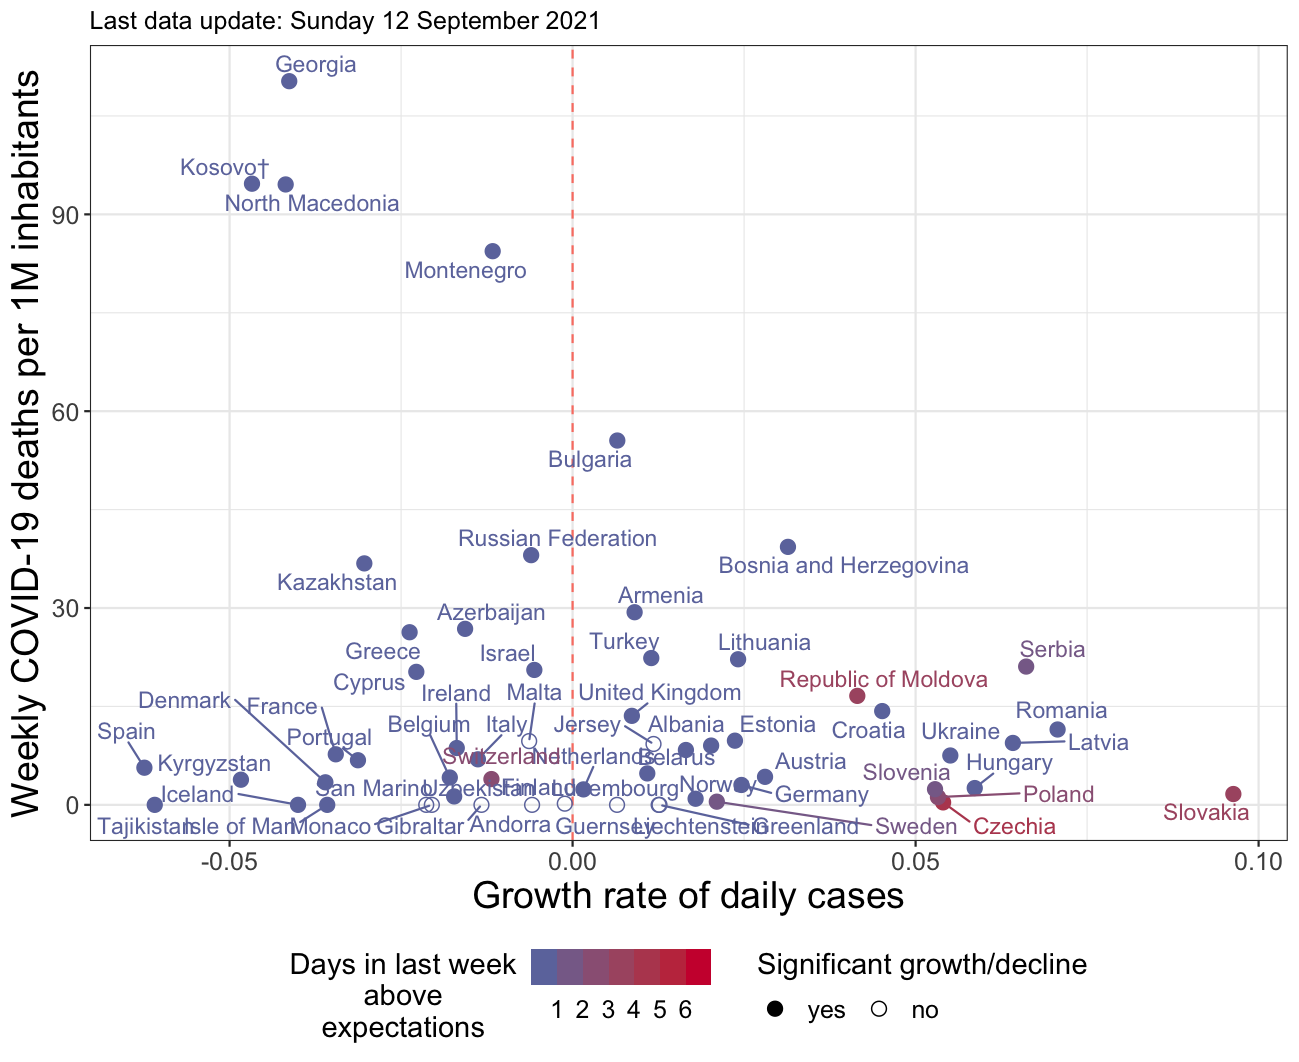 Last data update: Sunday 12 September 2021
Weekly COVID-19 deaths per 1M inhabitants
90
60
30
0
Georgia
Kosovo†
North Macedonia
Montenegro
Bulgaria
Russian Federation
Bosnia and Herzegovina
Kazakhstan
Armenia
Azerbaijan
Turkey
Lithuania
Greece
Israel
Serbia
Cyprus
Republic of Moldova
Denmark
France
Ireland
Malta
United Kingdom
Romania
Spain
Portugal
Belgium
Italy
Jersey
Albania
Estonia
Croatia
Ukraine
Latvia
Kyrgyzstan
Switzerland
Netherlands
Belarus
Austria
Slovenia
Hungary
Iceland
San Marino
Uzbekistan
Finland
Luxembourg
Norway
Germany
Poland
Slovakia
Tajikistan
Isle of Man
Monaco
Gibraltar
Andorra
Guernsey
Liechtenstein
Greenland
Sweden
Czechia
-0.05
0.00
0.05
0.10
Growth rate of daily cases
Days in last week
above
expectations
1 2 3 4 5 6
Significant growth/decline
yes no